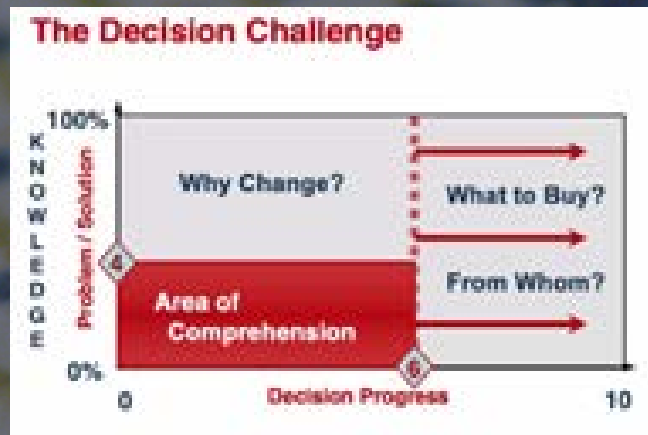 The Decision Challenge
100%
KNOWLEDGE
Problem / Solution
Why Change?
What to Buy?
4
From Whom?
Area of
Comprehension
0%
6
0
Decision Progress
10